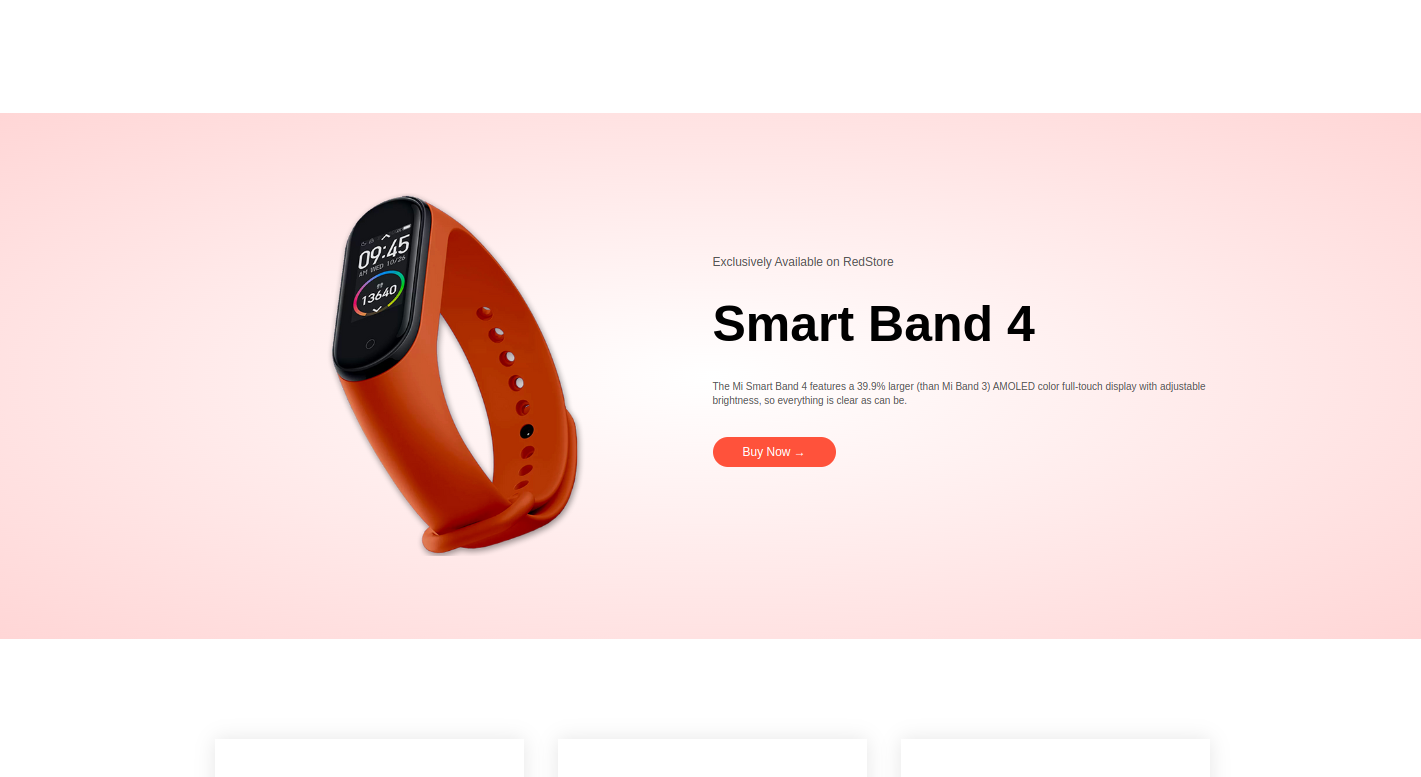 09:45
AM WED 10/26
13640
Exclusively Available on RedStore
Smart Band 4
The Mi Smart Band 4 features a 39.9% larger (than Mi Band 3) AMOLED color full-touch display with adjustable
brightness, so everything is clear as can be.
Buy Now →